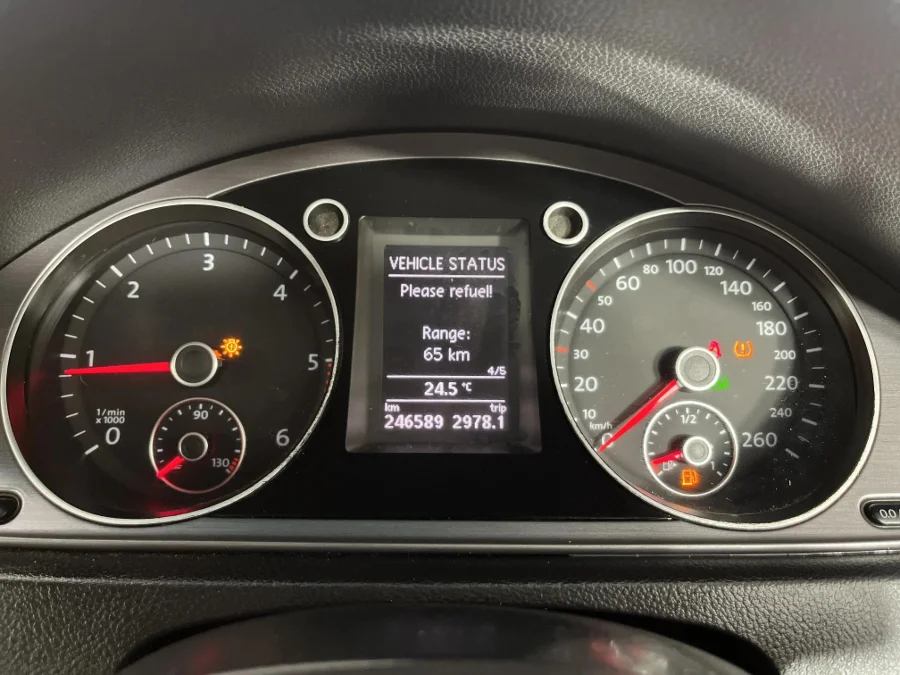 VEHICLE STATUS
Please refuel!
Range:
65 km
4/5
24.5 °C
km trip
246589 2978.1
0 1 2 3 4 5 6
1/min
x 1000
90
130
km/h
0 10 20 30 40 50 60 80 100 120 140 160 180 200 220 240 260
1/2
1
0.0